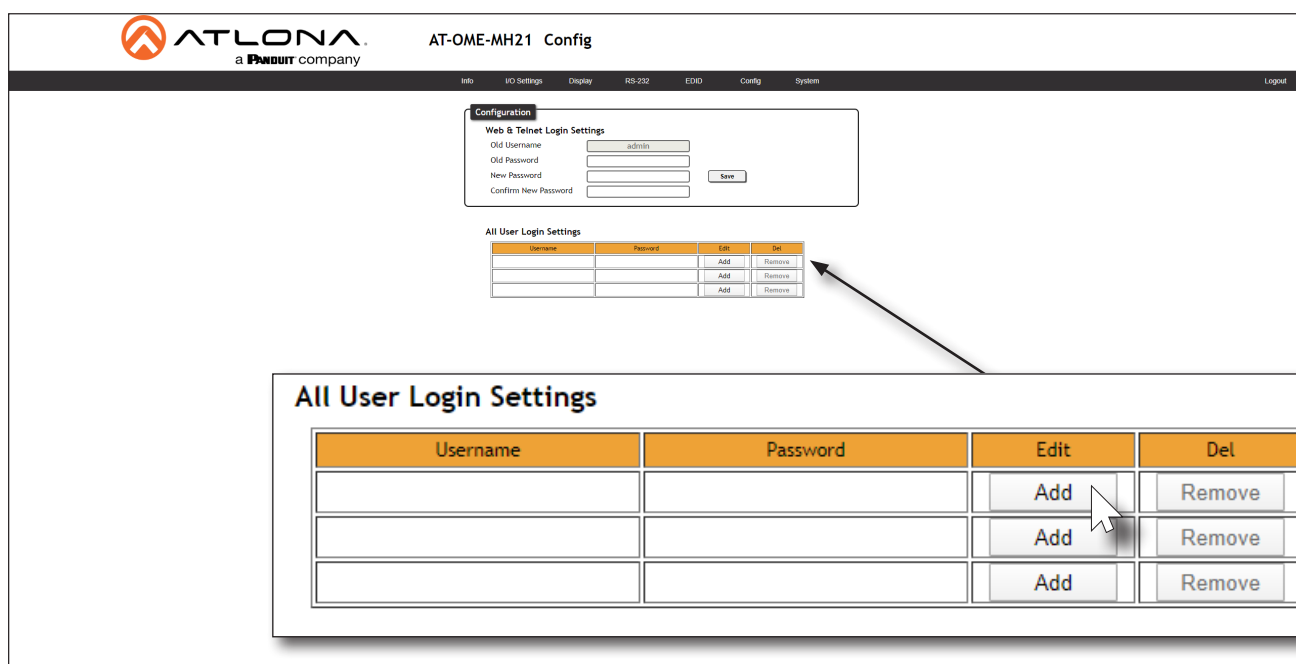 ATLONA.
a PANDUIT company
AT-OME-MH21 Config
Info I/O Settings Display RS-232 EDID Config System Logout
Configuration
Web & Telnet Login Settings
Old Username admin
Old Password
New Password Save
Confirm New Password
All User Login Settings
Username Password Edit Del
Add Remove
Add Remove
Add Remove
All User Login Settings
Username Password Edit Del
Add Remove
Add Remove
Add Remove